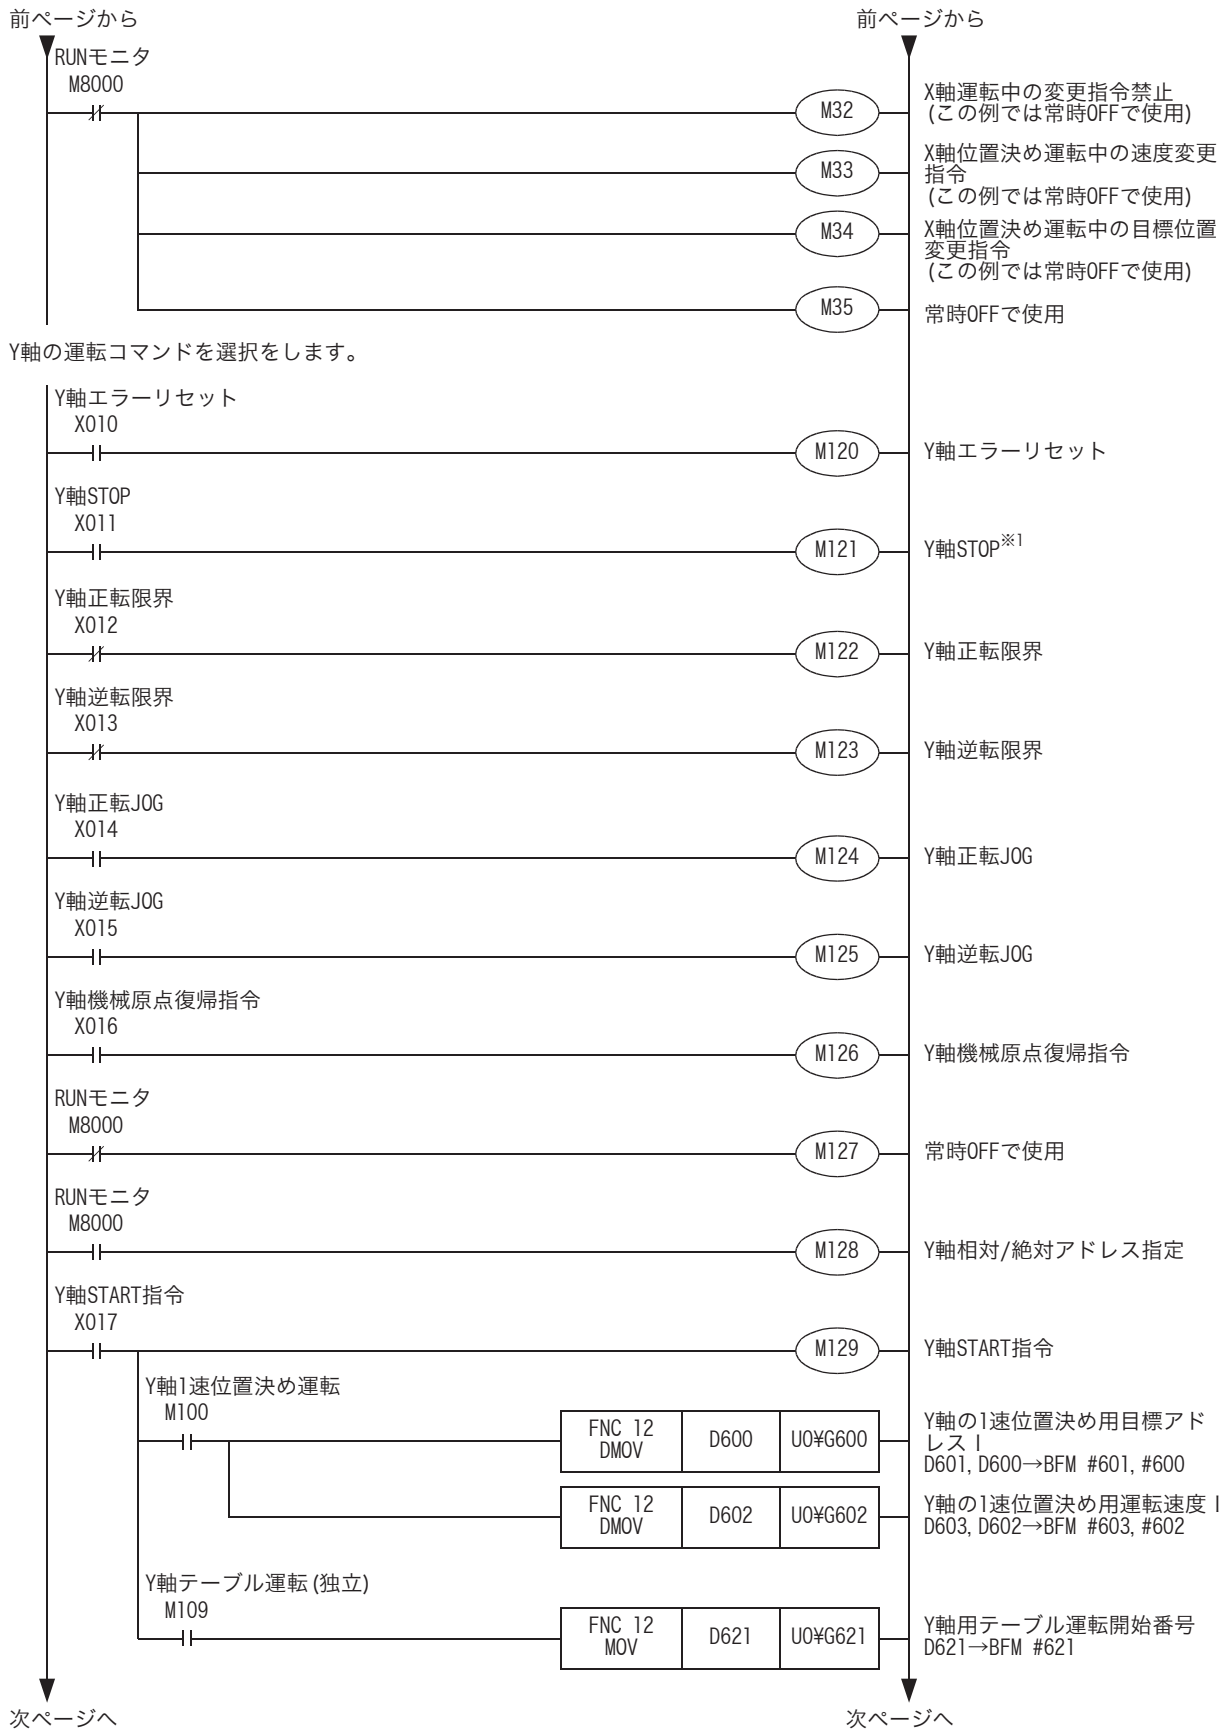 前ページから
前ページから
RUNモニタ
M8000
M32
X軸運転中の変更指令禁止
(この例では常時OFFで使用)
M33
X軸位置決め運転中の速度変更
指令
(この例では常時OFFで使用)
M34
X軸位置決め運転中の目標位置
変更指令
(この例では常時OFFで使用)
M35
常時OFFで使用
Y軸の運転コマンドを選択をします。
Y軸エラーリセット
X010
M120
Y軸エラーリセット
Y軸STOP
X011
M121
Y軸STOP※1
Y軸正転限界
X012
M122
Y軸正転限界
Y軸逆転限界
X013
M123
Y軸逆転限界
Y軸正転JOG
X014
M124
Y軸正転JOG
Y軸逆転JOG
X015
M125
Y軸逆転JOG
Y軸機械原点復帰指令
X016
M126
Y軸機械原点復帰指令
RUNモニタ
M8000
M127
常時OFFで使用
RUNモニタ
M8000
M128
Y軸相対/絶対アドレス指定
Y軸START指令
X017
M129
Y軸START指令
Y軸1速位置決め運転
M100
FNC 12
DMOV
D600
U0¥G600
Y軸の1速位置決め用目標アド
レスⅠ
D601, D600→BFM #601, #600
FNC 12
DMOV
D602
U0¥G602
Y軸の1速位置決め用運転速度Ⅰ
D603, D602→BFM #603, #602
Y軸テーブル運転(独立)
M109
FNC 12
MOV
D621
U0¥G621
Y軸用テーブル運転開始番号
D621→BFM #621
次ページへ
次ページへ